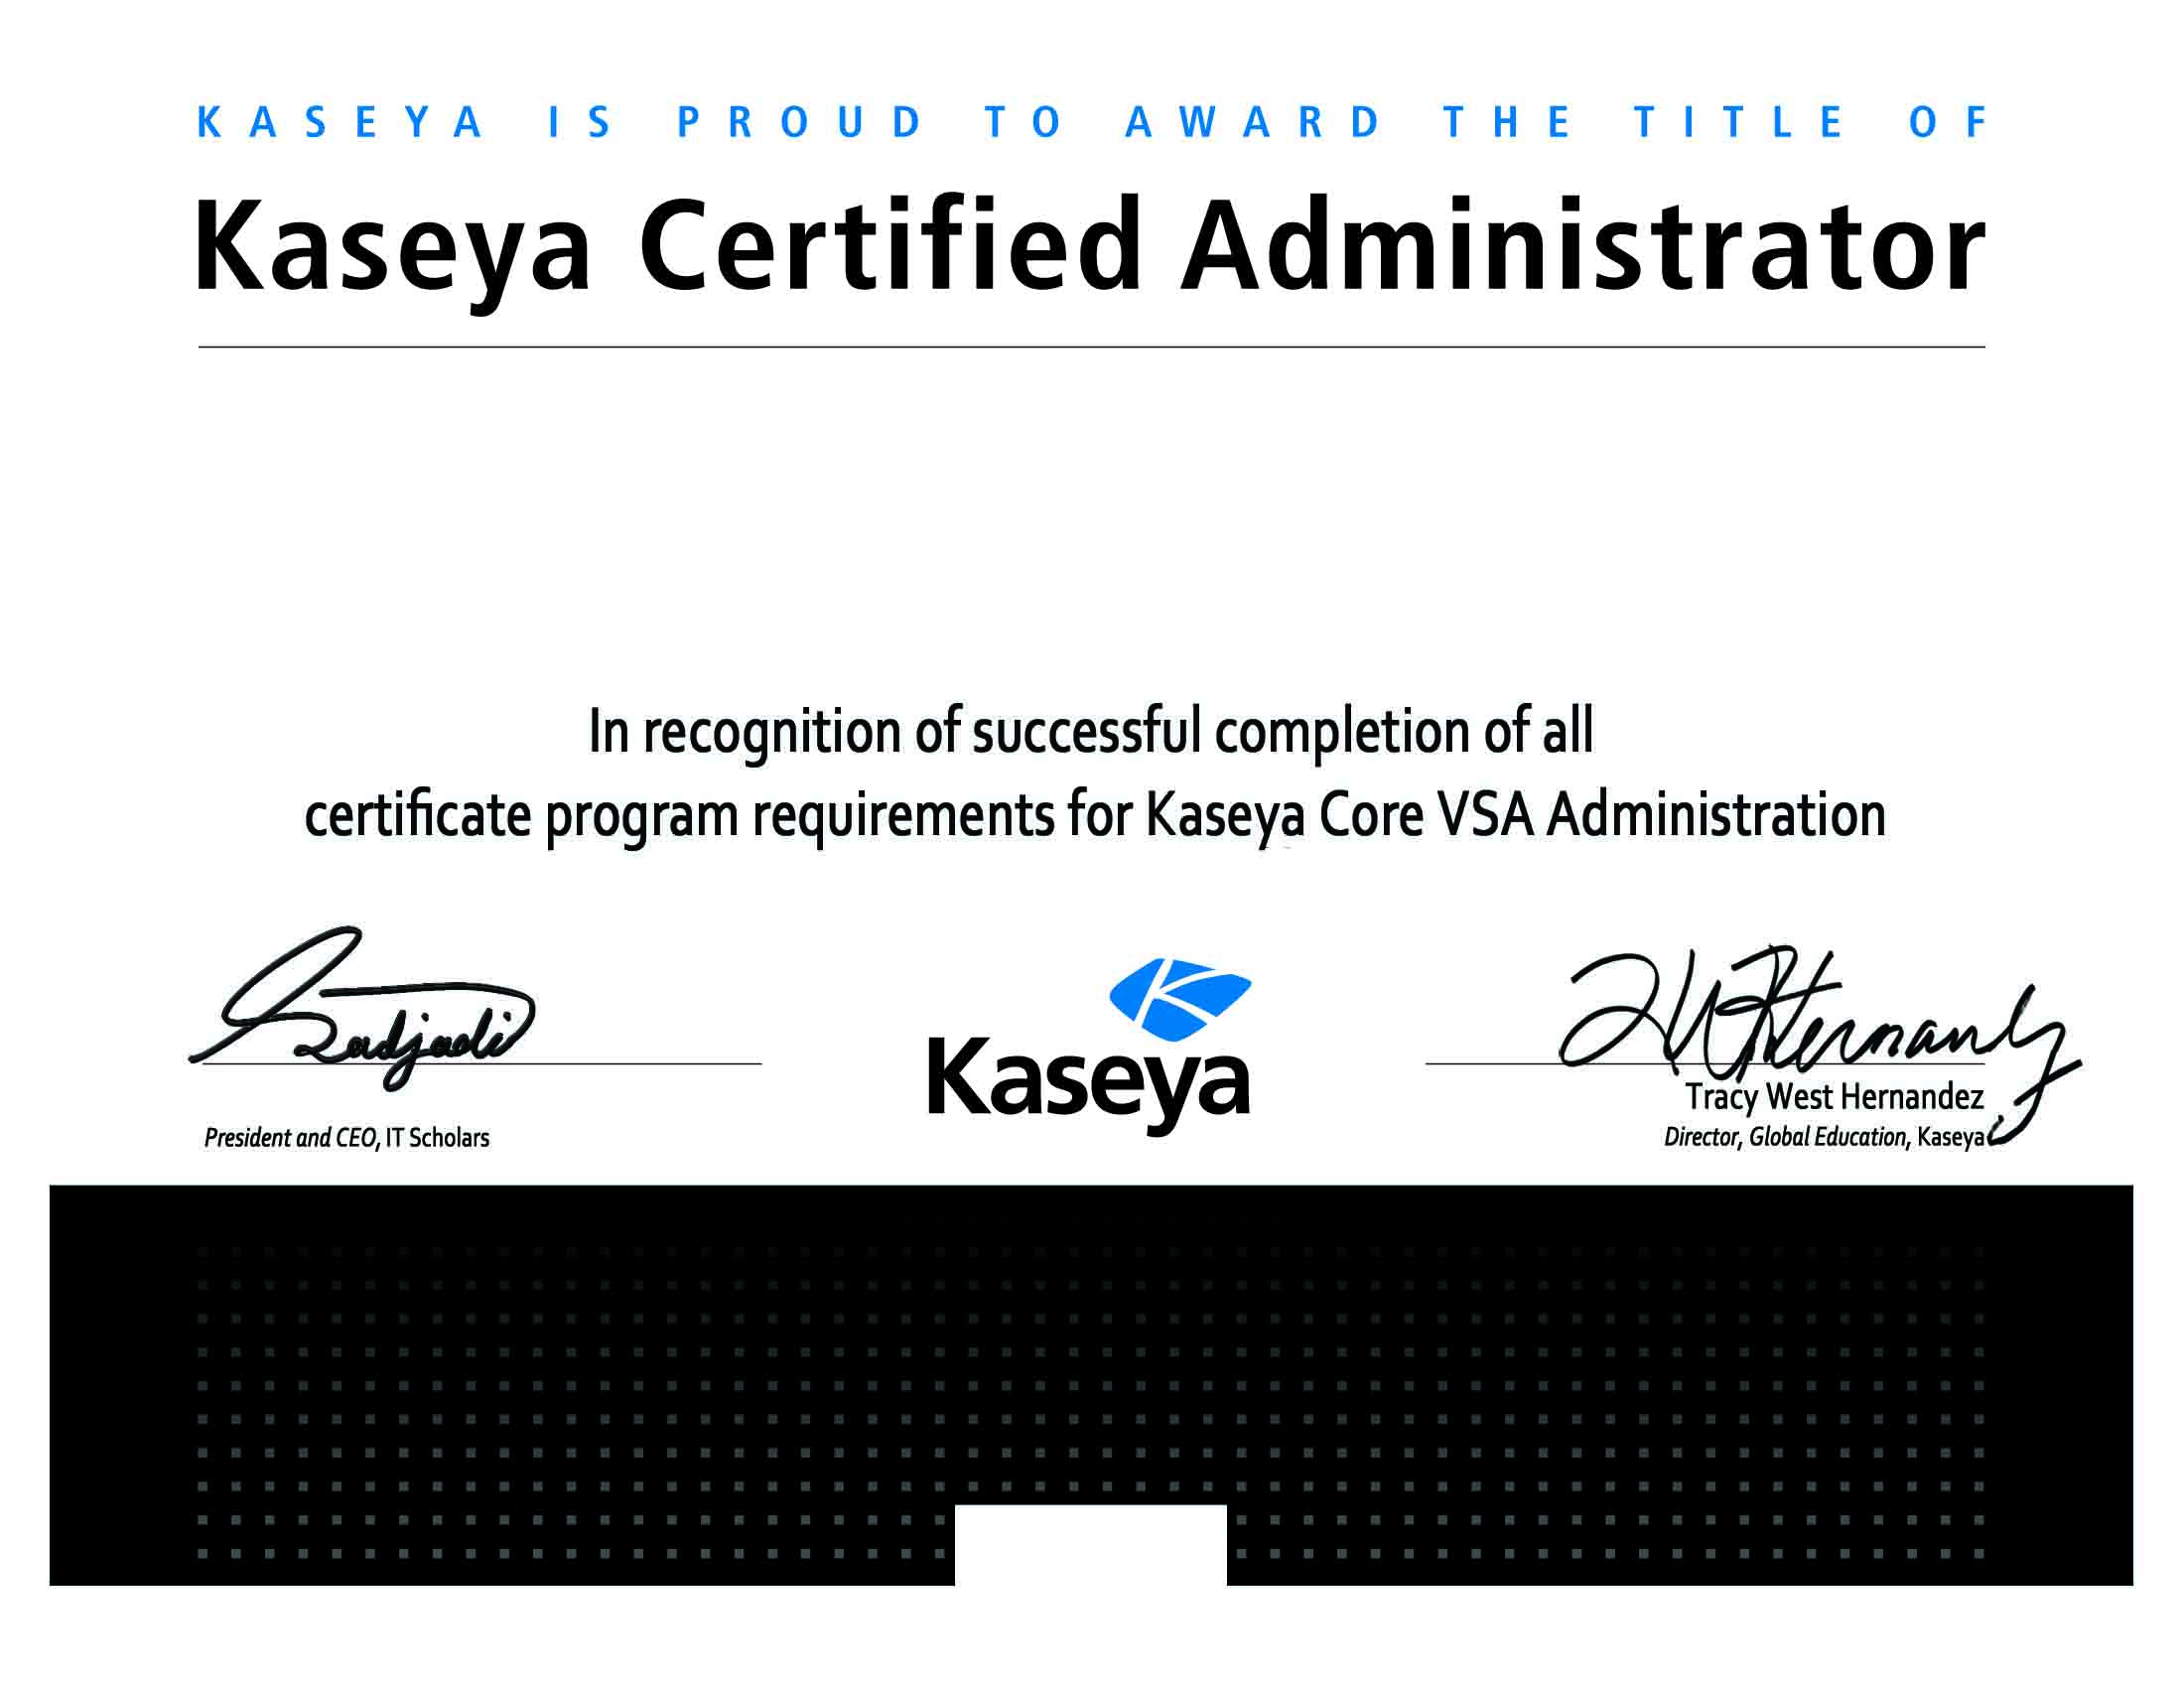 KASEYA IS PROUD TO AWARD THE TITLE OF
Kaseya Certified Administrator
In recognition of successful completion of all
certificate program requirements for Kaseya Core VSA Administration
Sadjadi
Kaseya
TWHernandez
Tracy West Hernandez
President and CEO, IT Scholars
Director, Global Education, Kaseya